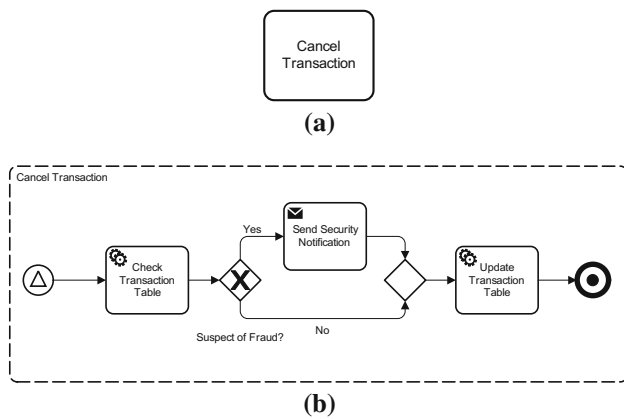 Cancel
Transaction
(a)
Cancel Transaction
Yes
Send Security
Notification
Check
Transaction
Table
Update
Transaction
Table
Suspect of Fraud?
No
(b)